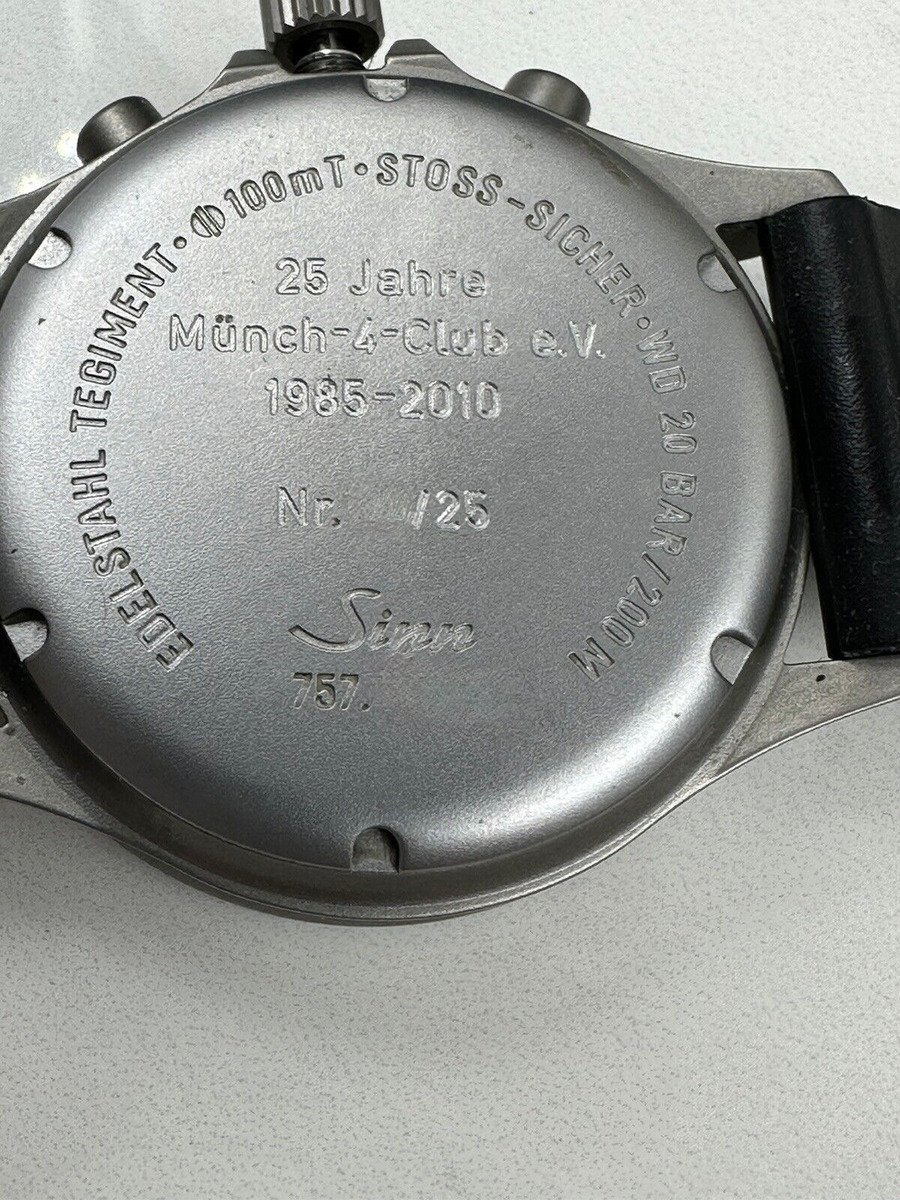 EDELSTAHL TEGIMENT • 100mT • STOSS-SICHER • WD 20 BAR/200M
25 Jahre
Münch-4-Club e.V.
1985-2010
Nr. /25
Sinn
757.